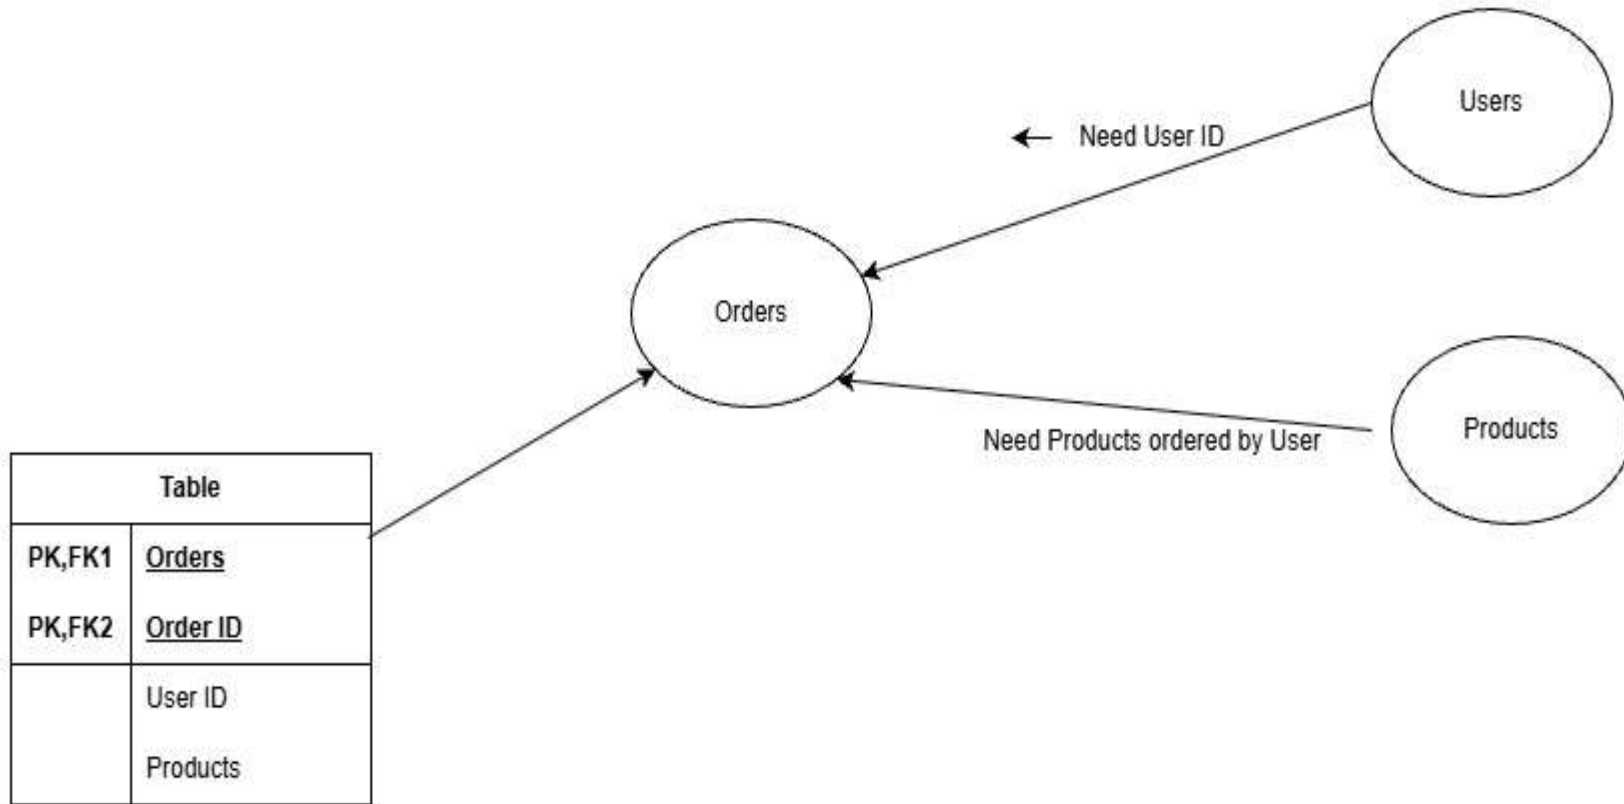 Users
Need User ID
Orders
Products
Need Products ordered by User
Table
PK,FK1 Orders
PK,FK2 Order ID
User ID
Products